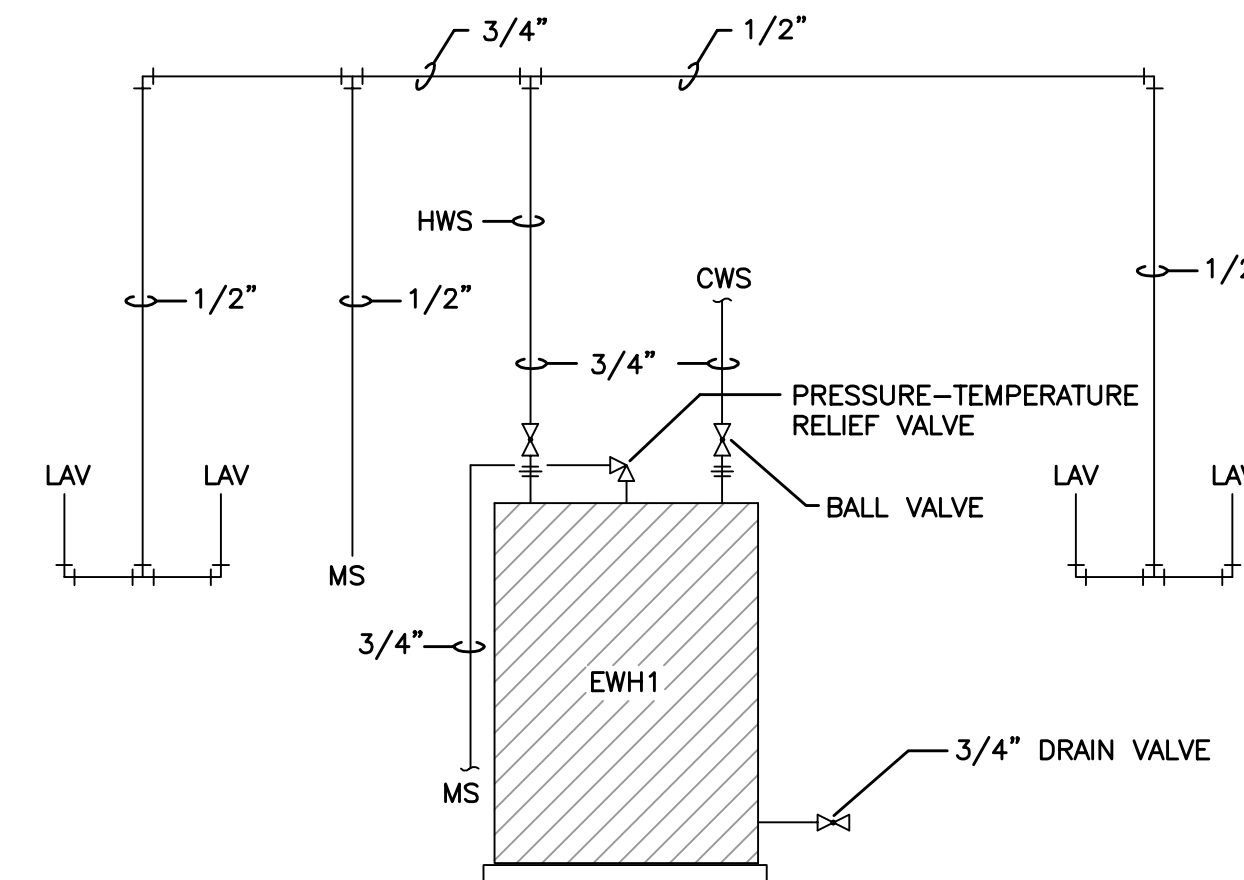 3/4”
1/2”
HWS
CWS
1/2”
1/2”
3/4”
PRESSURE-TEMPERATURE
RELIEF VALVE
LAV
LAV
LAV
BALL VALVE
MS
3/4”
EWH1
3/4” DRAIN VALVE
MS